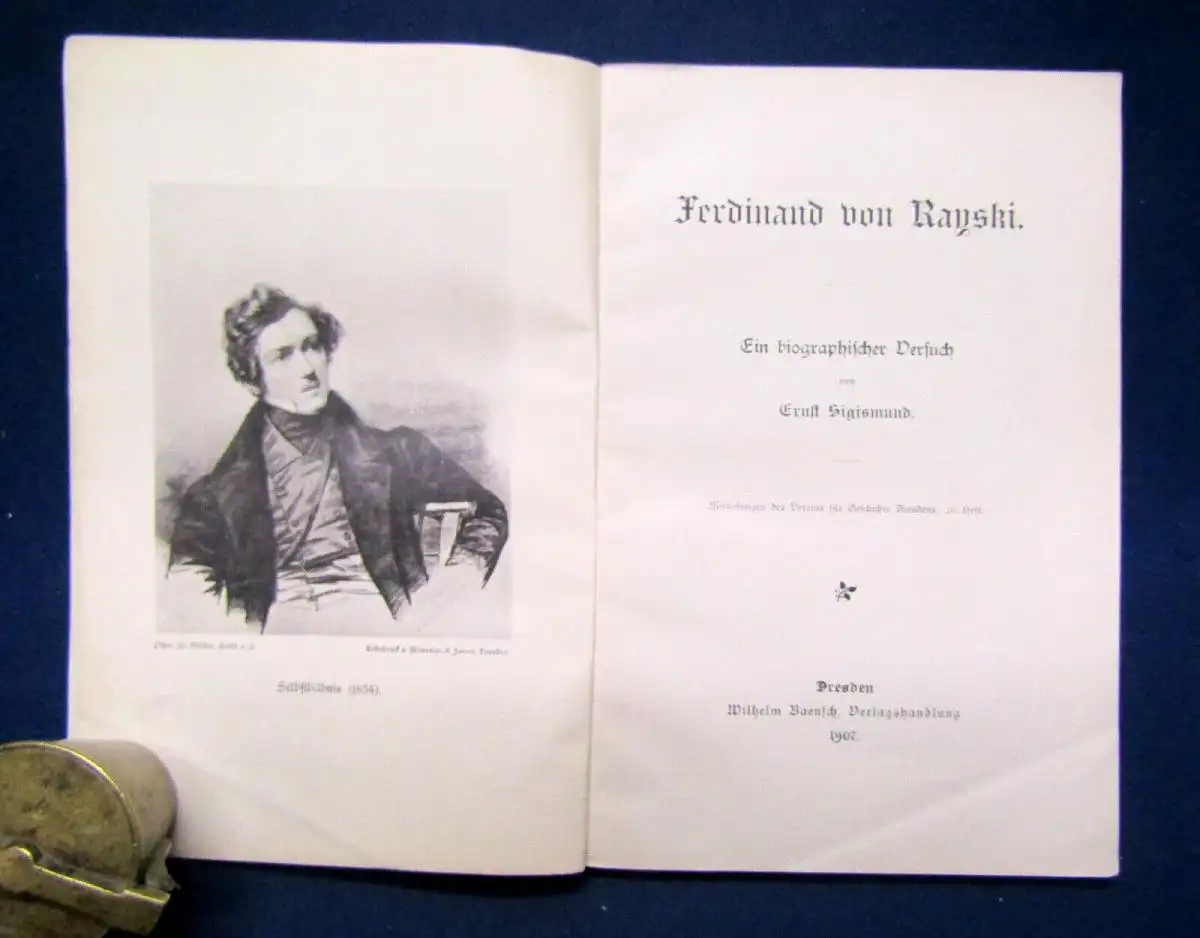 Selbstbildnis (1834).
Ferdinand von Rayski.
Ein biographischer Versuch
von
Ernst Sigismund.
Mitteilungen des Vereins für Geschichte Dresdens. Heft.
Dresden
Wilhelm Baensch, Verlagshandlung
1907.